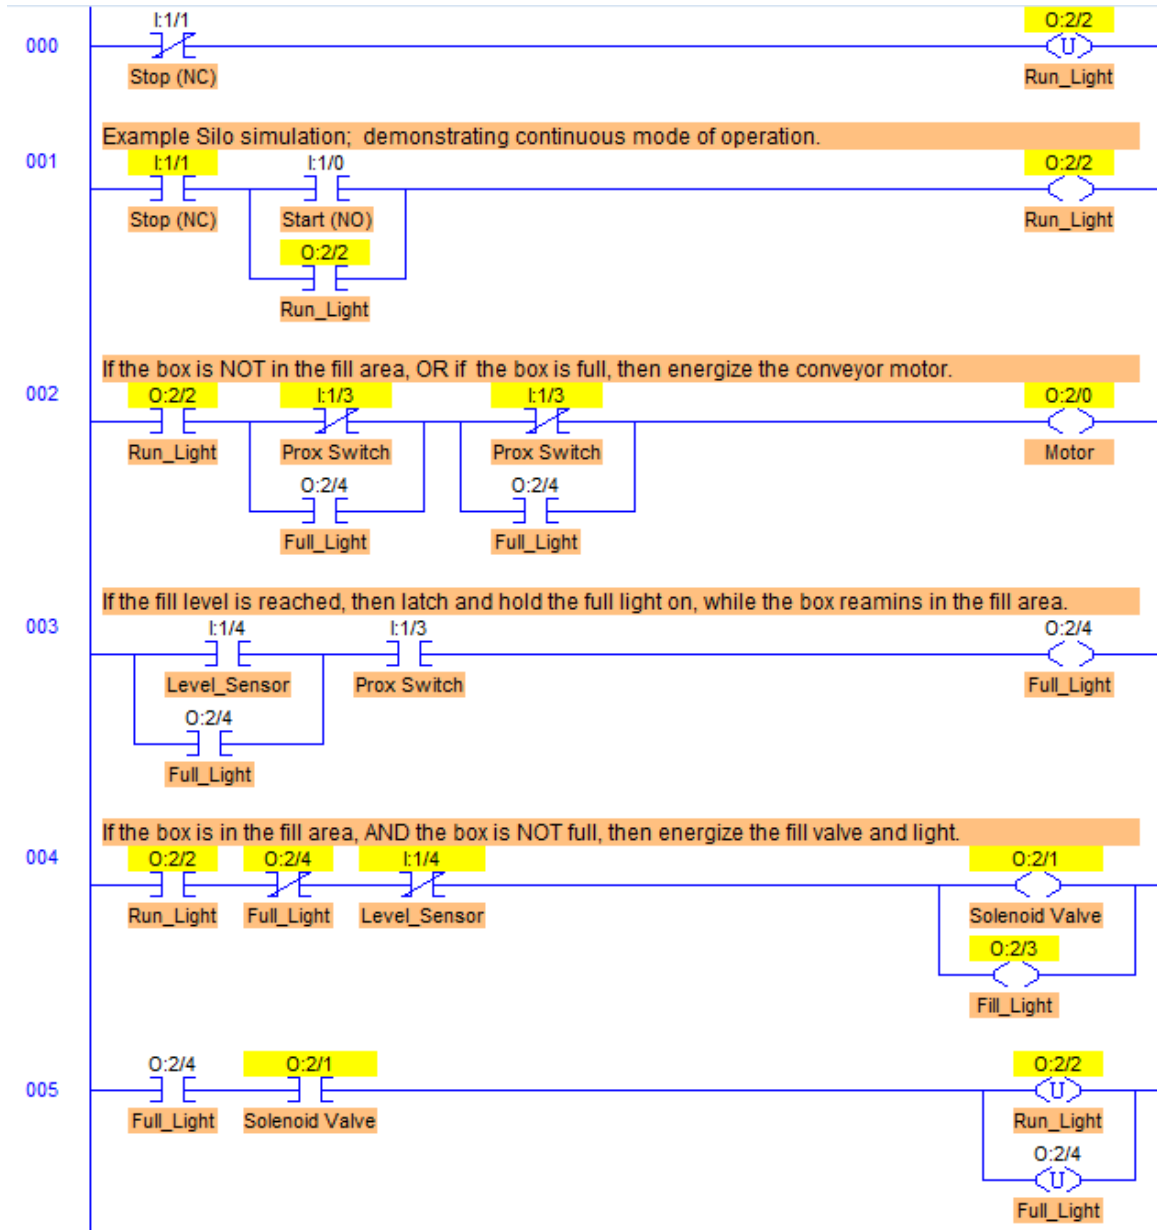 I:1/1 O:2/2
000 U
Stop (NC) Run_Light
Example Silo simulation; demonstrating continuous mode of operation.
001 I:1/1 I:1/0 O:2/2
Stop (NC) Start (NO) Run_Light
O:2/2
Run_Light
If the box is NOT in the fill area, OR if the box is full, then energize the conveyor motor.
002 O:2/2 I:1/3 I:1/3 O:2/0
Run_Light Prox Switch Prox Switch Motor
O:2/4 O:2/4
Full_Light Full_Light
If the fill level is reached, then latch and hold the full light on, while the box reamins in the fill area.
003 I:1/4 I:1/3 O:2/4
Level_Sensor Prox Switch Full_Light
O:2/4
Full_Light
If the box is in the fill area, AND the box is NOT full, then energize the fill valve and light.
004 O:2/2 O:2/4 I:1/4 O:2/1
Run_Light Full_Light Level_Sensor Solenoid Valve
O:2/3
Fill_Light
O:2/4 O:2/1 O:2/2
005 U
Full_Light Solenoid Valve Run_Light
O:2/4
U
Full_Light